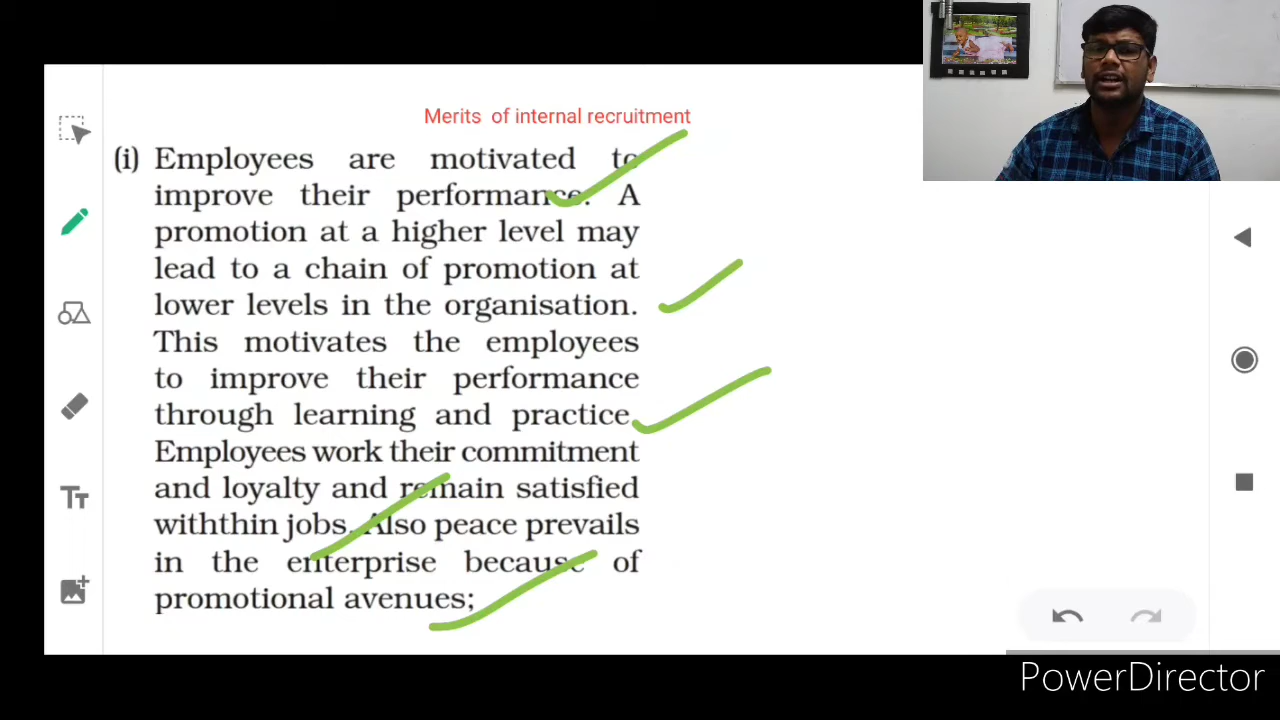 Merits of internal recruitment
(i) Employees are motivated to
improve their performance. A
promotion at a higher level may
lead to a chain of promotion at
lower levels in the organisation.
This motivates the employees
to improve their performance
through learning and practice.
Employees work their commitment
and loyalty and remain satisfied
withthin jobs. Also peace prevails
in the enterprise because of
promotional avenues;
TT
PowerDirector